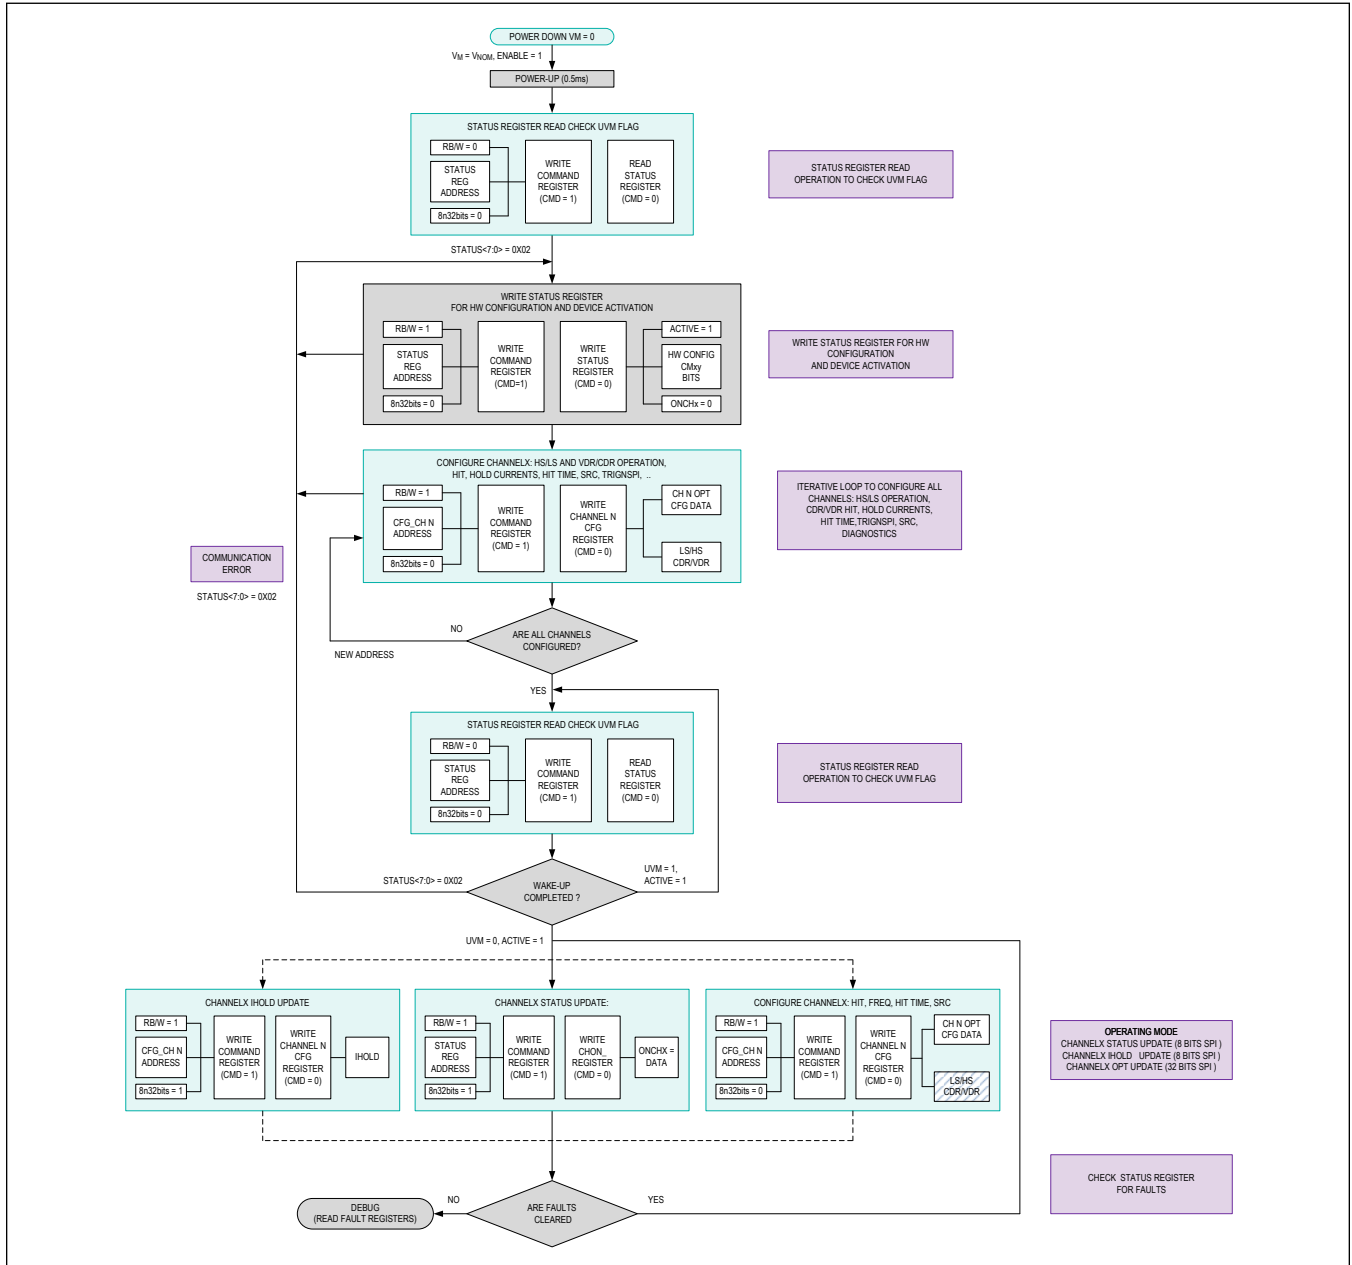 POWER DOWN VM = 0
VM = VNOM, ENABLE = 1
POWER-UP (0.5ms)
STATUS REGISTER READ CHECK UVM FLAG
RB/W = 0
STATUS
REG
ADDRESS
8n32bits = 0
WRITE
COMMAND
REGISTER
(CMD = 1)
READ
STATUS
REGISTER
(CMD = 0)
STATUS REGISTER READ
OPERATION TO CHECK UVM FLAG
STATUS<7:0> = 0X02
WRITE STATUS REGISTER
FOR HW CONFIGURATION AND DEVICE ACTIVATION
RB/W = 1
STATUS
REG
ADDRESS
8n32bits = 0
WRITE
COMMAND
REGISTER
(CMD=1)
WRITE
STATUS
REGISTER
(CMD = 0)
ACTIVE = 1
HW CONFIG
CMxy
BITS
ONCHx = 0
WRITE STATUS REGISTER FOR HW
CONFIGURATION
AND DEVICE ACTIVATION
CONFIGURE CHANNELX: HS/LS AND VDR/CDR OPERATION,
HIT, HOLD CURRENTS, HIT TIME, SRC, TRIGNSPI, ..
RB/W = 1
CFG_CH N
ADDRESS
8n32bits = 0
WRITE
COMMAND
REGISTER
(CMD = 1)
WRITE
CHANNEL N
CFG
REGISTER
(CMD = 0)
CH N OPT
CFG DATA
LS/HS
CDR/VDR
ITERATIVE LOOP TO CONFIGURE ALL
CHANNELS: HS/LS OPERATION,
CDR/VDR HIT, HOLD CURRENTS,
HIT TIME,TRIGNSPI, SRC,
DIAGNOSTICS
COMMUNICATION
ERROR
STATUS<7:0> = 0X02
NO
ARE ALL CHANNELS
CONFIGURED?
NEW ADDRESS
YES
STATUS REGISTER READ CHECK UVM FLAG
RB/W = 0
STATUS
REG
ADDRESS
8n32bits = 0
WRITE
COMMAND
REGISTER
(CMD = 1)
READ
STATUS
REGISTER
(CMD = 0)
STATUS REGISTER READ
OPERATION TO CHECK UVM FLAG
STATUS<7:0> = 0X02
WAKE-UP
COMPLETED ?
UVM = 1,
ACTIVE = 1
UVM = 0, ACTIVE = 1
CHANNELX IHOLD UPDATE
RB/W = 1
CFG_CH N
ADDRESS
8n32bits = 1
WRITE
COMMAND
REGISTER
(CMD = 1)
WRITE
CHANNEL N
CFG
REGISTER
(CMD = 0)
IHOLD
CHANNELX STATUS UPDATE:
RB/W = 1
STATUS
REG
ADDRESS
8n32bits = 1
WRITE
COMMAND
REGISTER
(CMD = 1)
WRITE
CHON_
REGISTER
(CMD = 0)
ONCHX =
DATA
CONFIGURE CHANNELX: HIT, FREQ, HIT TIME, SRC
RB/W = 1
CFG_CH N
ADDRESS
8n32bits = 0
WRITE
COMMAND
REGISTER
(CMD = 1)
WRITE
CHANNEL N
CFG
REGISTER
(CMD = 0)
CH N OPT
CFG DATA
LS/HS
CDR/VDR
OPERATING MODE
CHANNELX STATUS UPDATE (8 BITS SPI )
CHANNELX IHOLD UPDATE (8 BITS SPI )
CHANNELX OPT UPDATE (32 BITS SPI )
DEBUG
(READ FAULT REGISTERS)
NO
ARE FAULTS
CLEARED
YES
CHECK STATUS REGISTER
FOR FAULTS